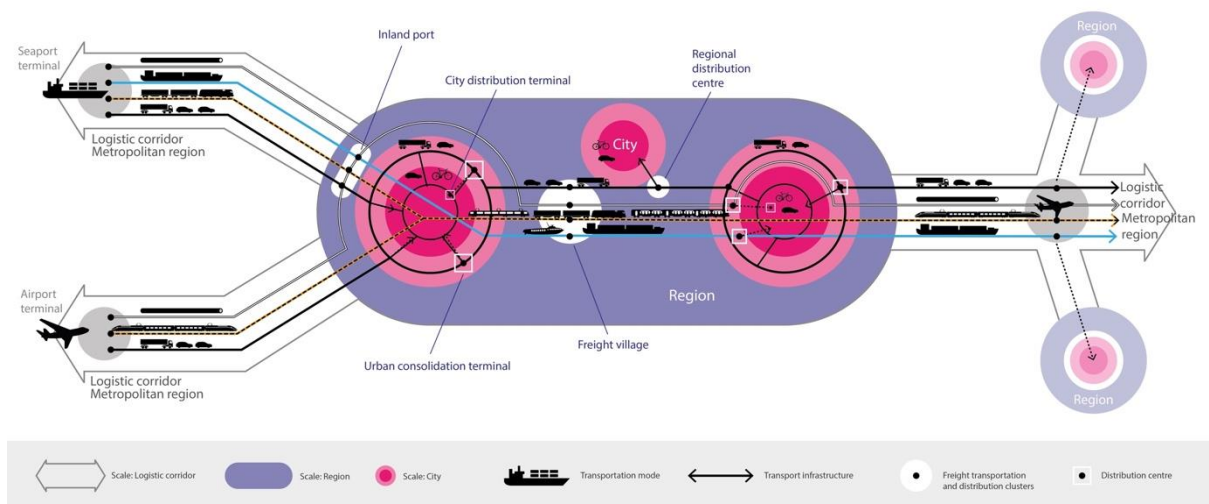 Seaport
terminal
Inland port
City distribution terminal
Regional
distribution
centre
Region
Logistic corridor
Metropolitan region
City
Logistic
corridor
Metropolitan
region
Airport
terminal
Region
Logistic corridor
Metropolitan region
Urban consolidation terminal
Freight village
Region
Scale: Logistic corridor
Scale: Region
Scale: City
Transportation mode
Transport infrastructure
Freight transportation
and distribution clusters
Distribution centre